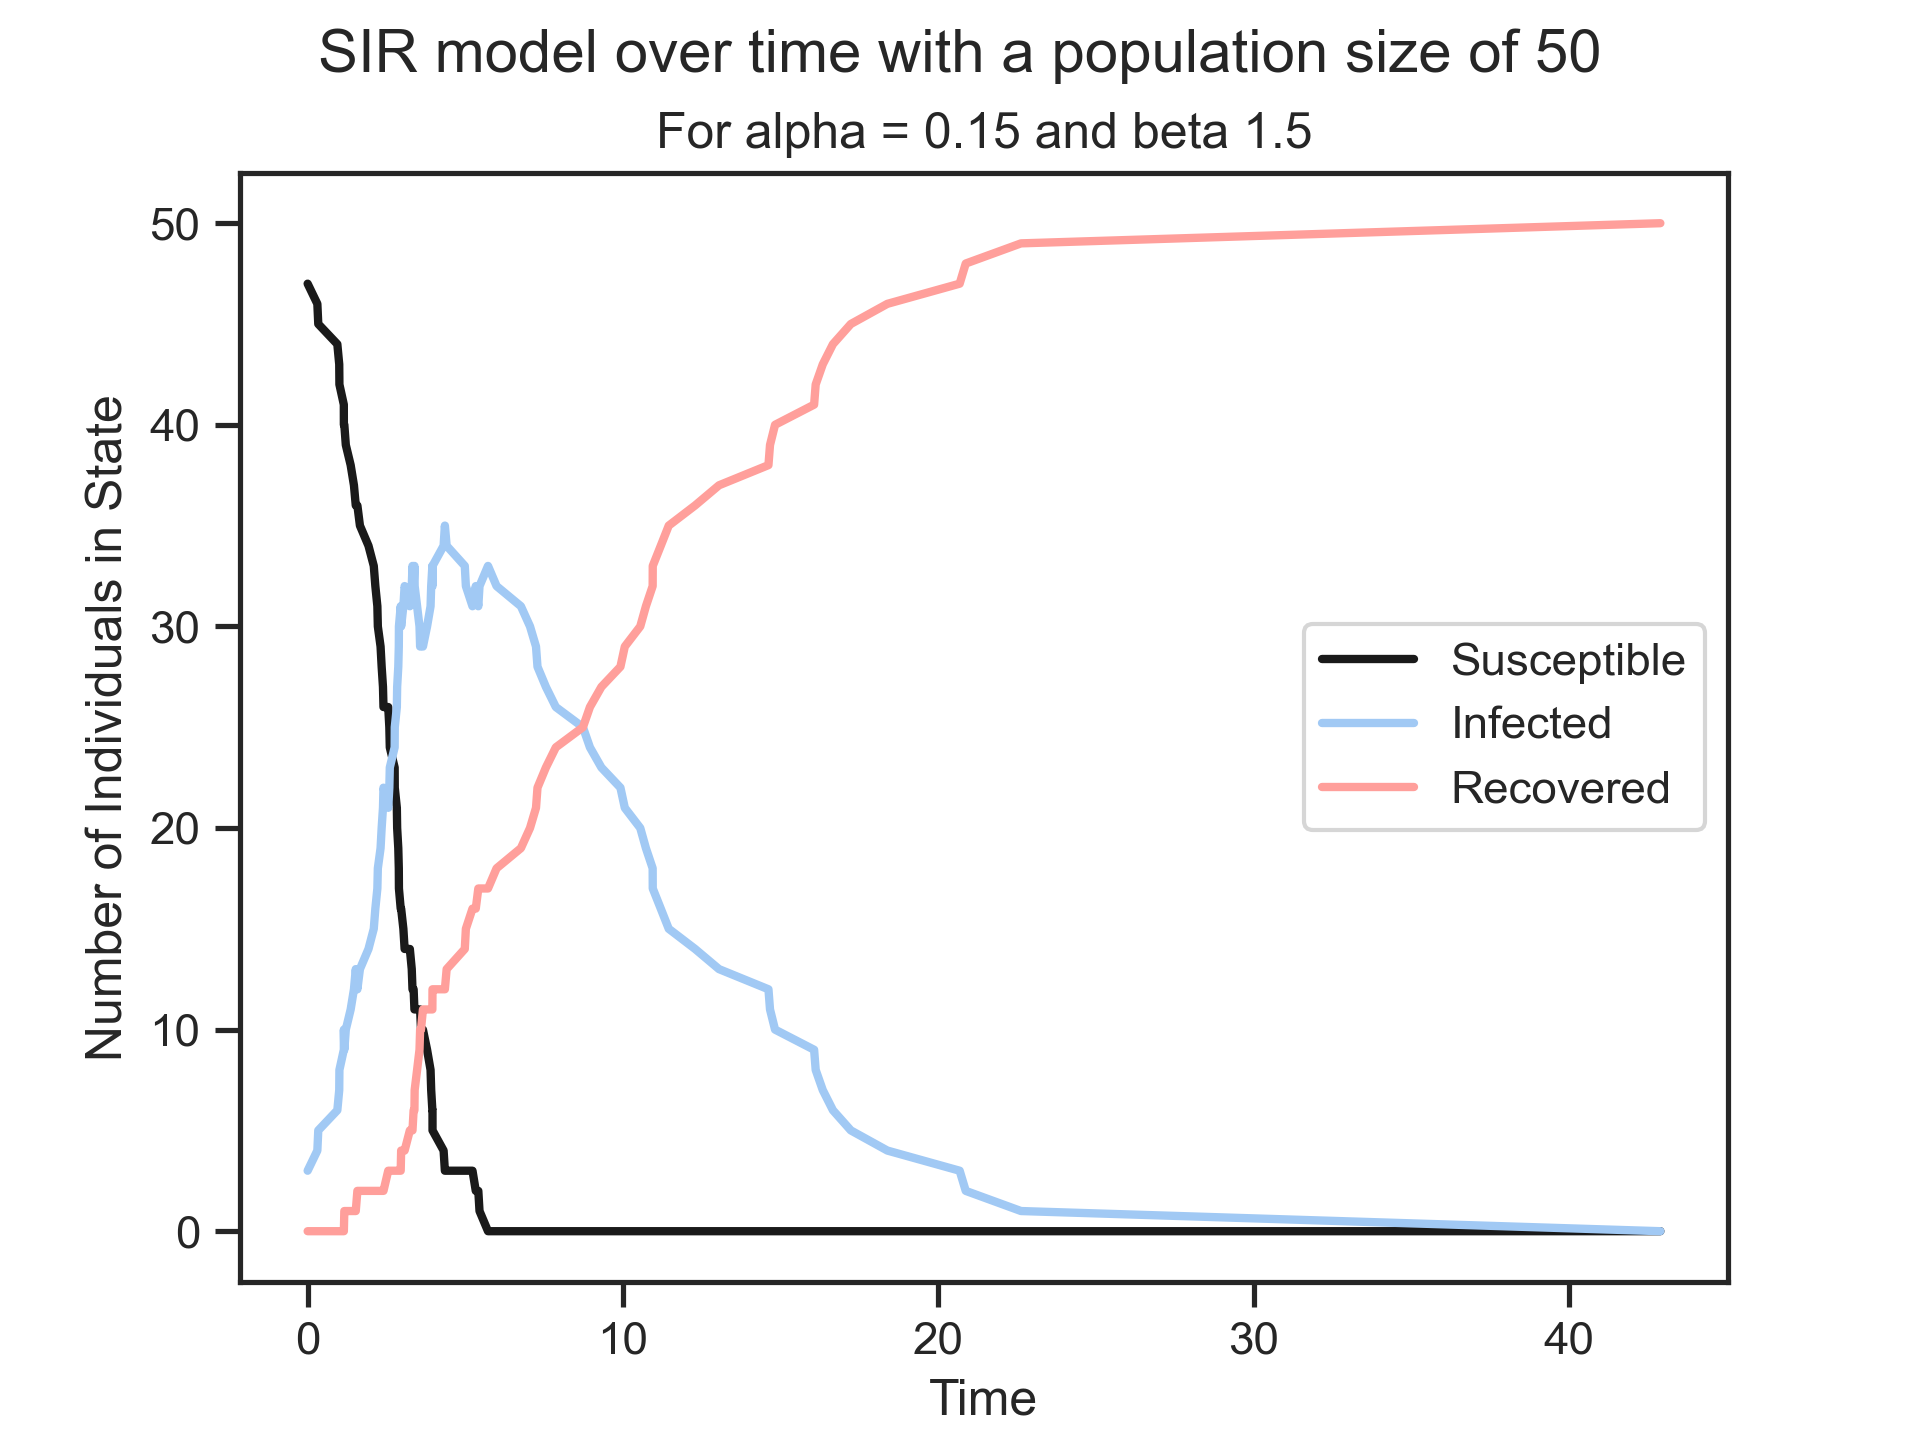 SIR model over time with a population size of 50
For alpha = 0.15 and beta 1.5
Number of Individuals in State
50
40
30
20
10
0
Susceptible
Infected
Recovered
0 10 20 30 40
Time